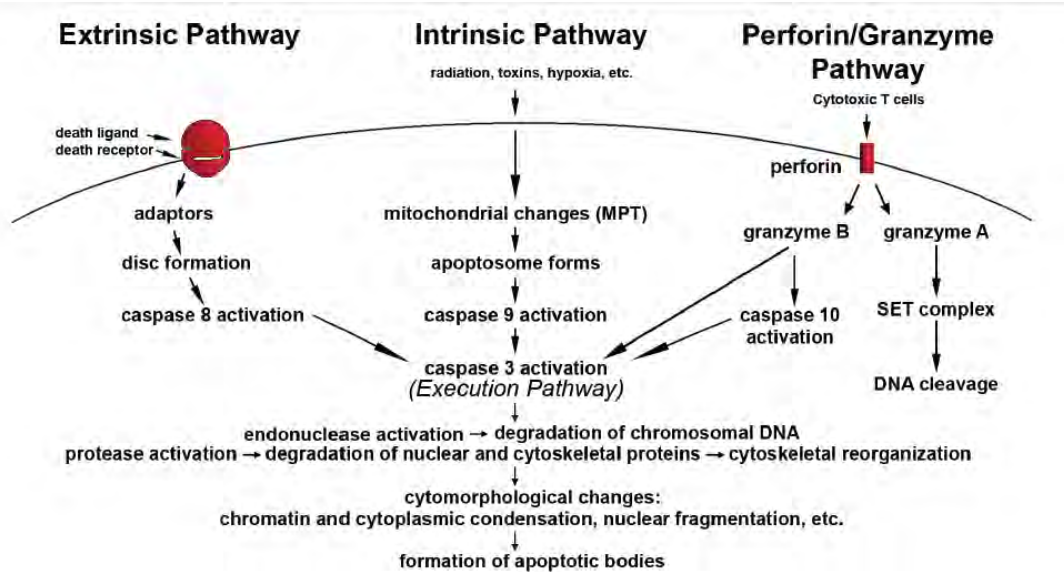 Extrinsic Pathway
Intrinsic Pathway
Perforin/Granzyme
Pathway
radiation, toxins, hypoxia, etc.
Cytotoxic T cells
death ligand
death receptor
perforin
adaptors
mitochondrial changes (MPT)
granzyme B
granzyme A
disc formation
apoptosome forms
caspase 8 activation
caspase 9 activation
caspase 10
activation
SET complex
DNA cleavage
caspase 3 activation
(Execution Pathway)
endonuclease activation → degradation of chromosomal DNA
protease activation → degradation of nuclear and cytoskeletal proteins → cytoskeletal reorganization
cytomorphological changes:
chromatin and cytoplasmic condensation, nuclear fragmentation, etc.
formation of apoptotic bodies